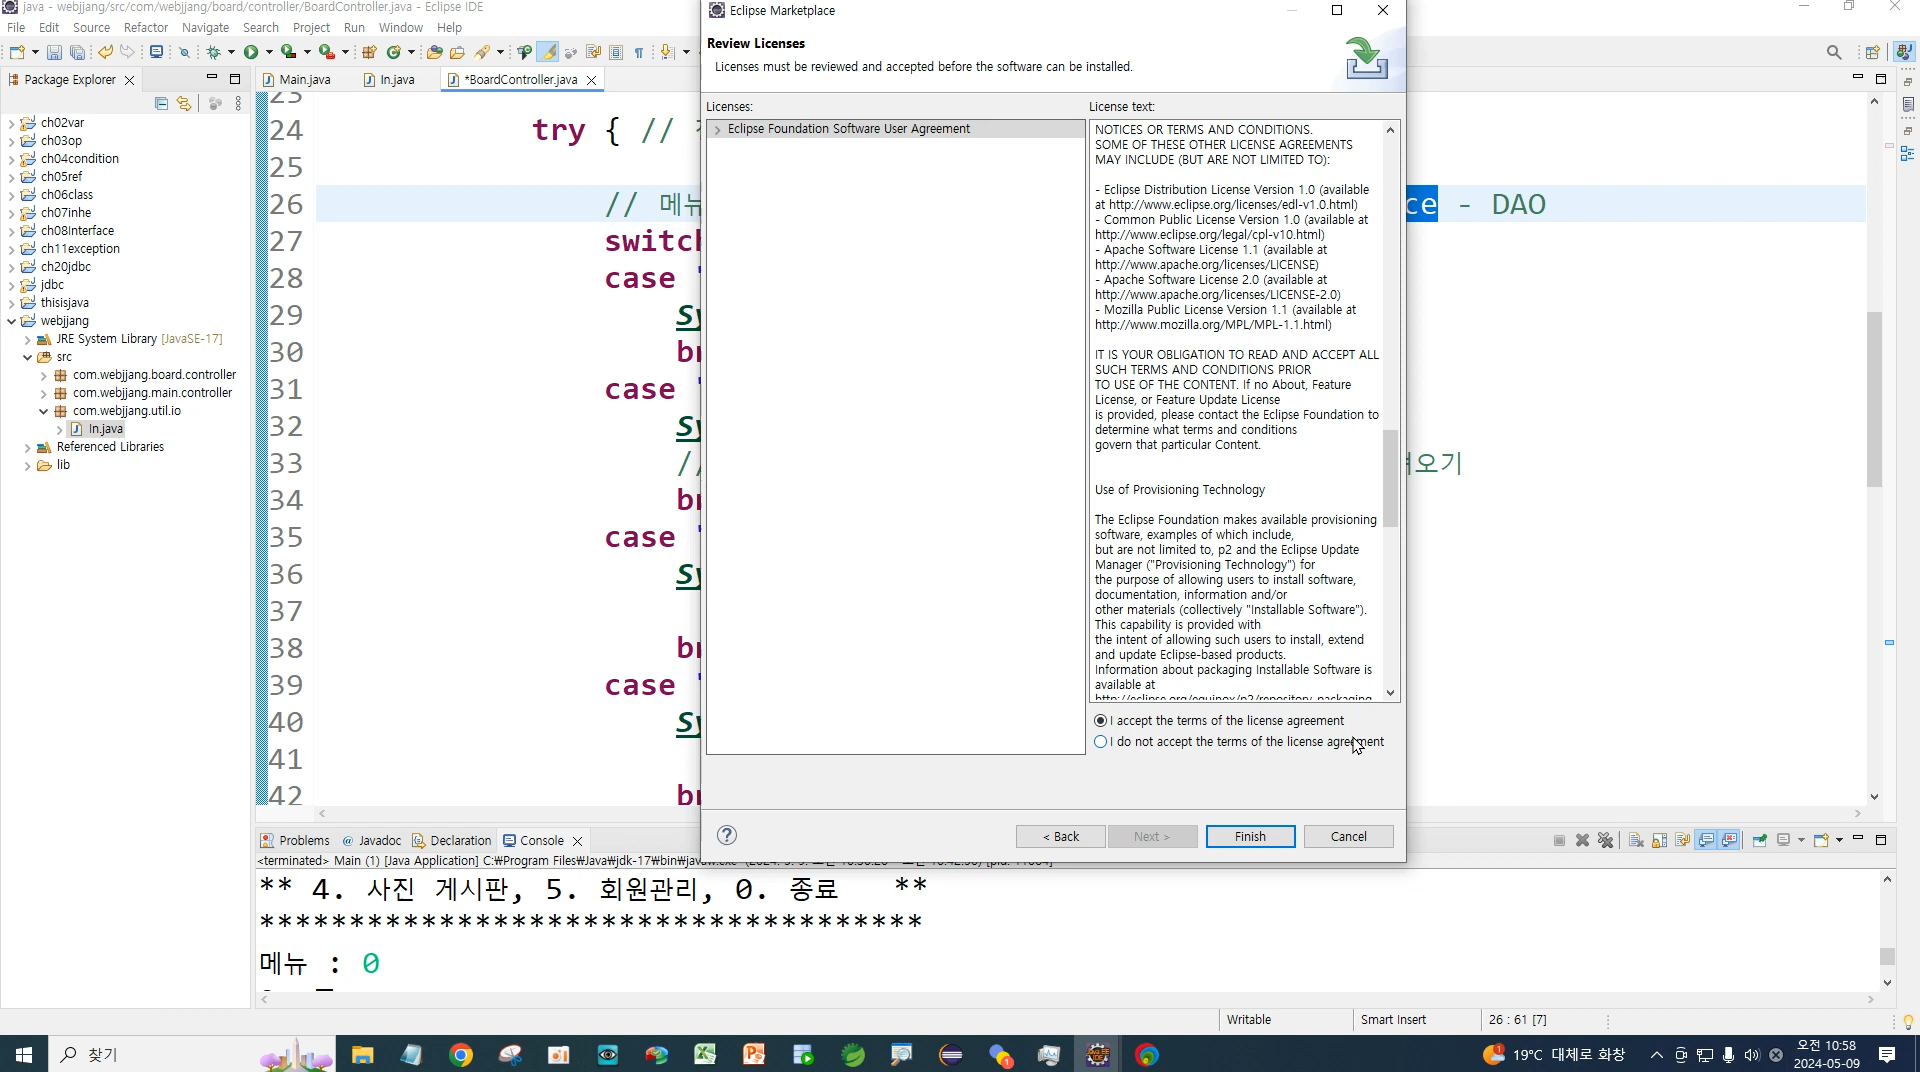 java - webjjang/src/com/webjjang/board/controller/BoardController.java - Eclipse IDE
File Edit Source Refactor Navigate Search Project Run Window Help
Package Explorer
ch02var
ch03op
ch04condition
ch05ref
ch06class
ch07inhe
ch08Interface
ch11exception
ch20jdbc
jdbc
thisisjava
webjjang
JRE System Library [JavaSE-17]
src
com.webjjang.board.controller
com.webjjang.main.controller
com.webjjang.util.io
In.java
Referenced Libraries
lib
Main.java In.java *BoardController.java
23
24 try { //
25
26 // 메뉴 ce - DAO
27 switch
28 case
29 Sy
30 br
31 case
32 Sy
33 // 오기
34 br
35 case
36 Sy
37
38 br
39 case
40 Sy
41
42 br
Eclipse Marketplace
Review Licenses
Licenses must be reviewed and accepted before the software can be installed.
Licenses:
Eclipse Foundation Software User Agreement
License text:
NOTICES OR TERMS AND CONDITIONS.
SOME OF THESE OTHER LICENSE AGREEMENTS
MAY INCLUDE (BUT ARE NOT LIMITED TO):
- Eclipse Distribution License Version 1.0 (available
at http://www.eclipse.org/licenses/edl-v1.0.html)
- Common Public License Version 1.0 (available at
http://www.eclipse.org/legal/cpl-v10.html)
- Apache Software License 1.1 (available at
http://www.apache.org/licenses/LICENSE)
- Apache Software License 2.0 (available at
http://www.apache.org/licenses/LICENSE-2.0)
- Mozilla Public License Version 1.1 (available at
http://www.mozilla.org/MPL/MPL-1.1.html)
IT IS YOUR OBLIGATION TO READ AND ACCEPT ALL
SUCH TERMS AND CONDITIONS PRIOR
TO USE OF THE CONTENT. If no About, Feature
License, or Feature Update License
is provided, please contact the Eclipse Foundation to
determine what terms and conditions
govern that particular Content.
Use of Provisioning Technology
The Eclipse Foundation makes available provisioning
software, examples of which include,
but are not limited to, p2 and the Eclipse Update
Manager ("Provisioning Technology") for
the purpose of allowing users to install software,
documentation, information and/or
other materials (collectively "Installable Software").
This capability is provided with
the intent of allowing such users to install, extend
and update Eclipse-based products.
Information about packaging Installable Software is
available at
http://eclipse.org/equinox/p2/repository_packaging
I accept the terms of the license agreement
I do not accept the terms of the license agreement
< Back Next > Finish Cancel
Problems Javadoc Declaration Console
<terminated> Main (1) [Java Application] C:₩Program Files₩Java₩jdk-17₩bin₩javaw.exe
** 4. 사진 게시판, 5. 회원관리, 0. 종료 **
**************************************
메뉴 : 0
Writable Smart Insert 26 : 61 [7]
찾기
19°C 대체로 화창
오전 10:58
2024-05-09